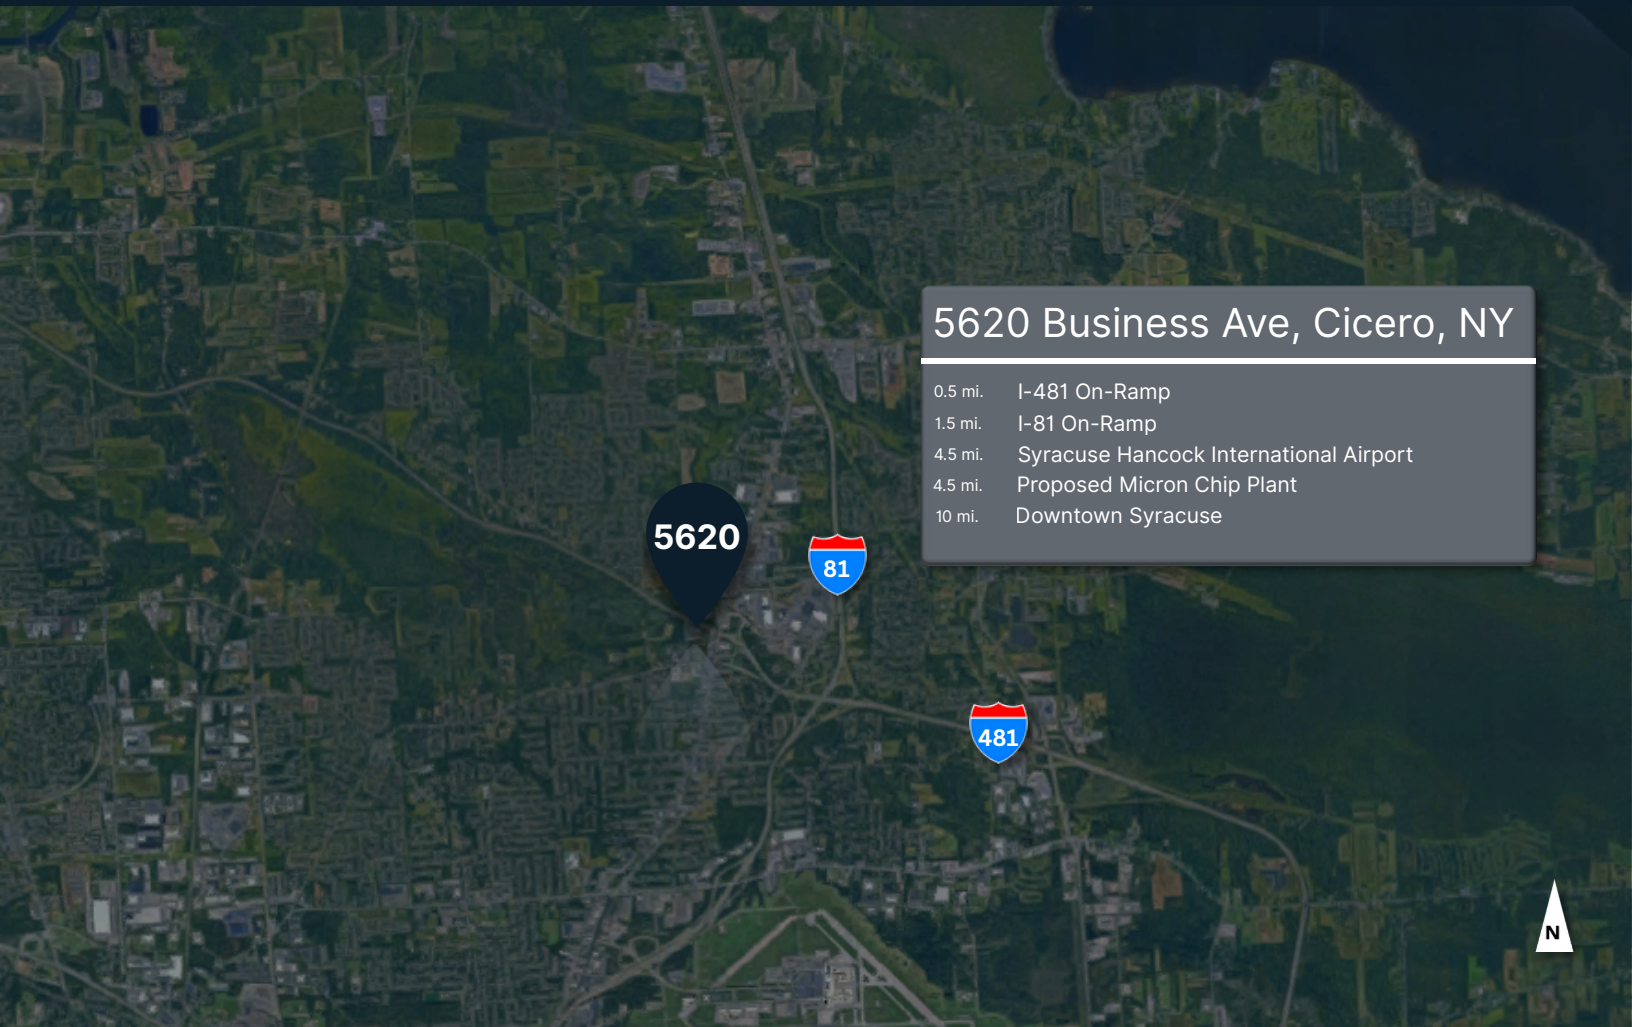 5620 Business Ave, Cicero, NY
0.5 mi. I-481 On-Ramp
1.5 mi. I-81 On-Ramp
4.5 mi. Syracuse Hancock International Airport
4.5 mi. Proposed Micron Chip Plant
10 mi. Downtown Syracuse
5620
81
481
N